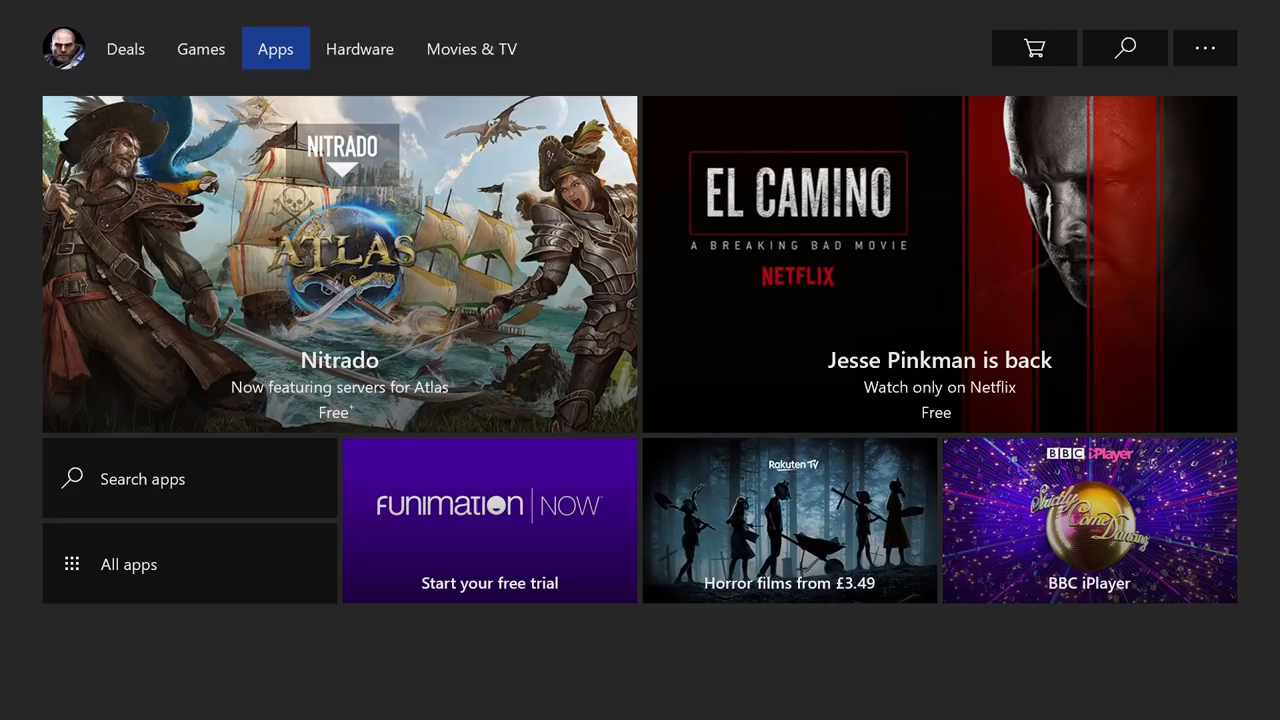 Deals
Games
Apps
Hardware
Movies & TV
NITRADO
ATLAS
Nitrado
Now featuring servers for Atlas
Free+
EL CAMINO
A BREAKING BAD MOVIE
NETFLIX
Jesse Pinkman is back
Watch only on Netflix
Free
Search apps
All apps
FUNIMATION | NOW
Start your free trial
Rakuten TV
Horror films from £3.49
BBC iPlayer
Strictly
Come
Dancing
BBC iPlayer